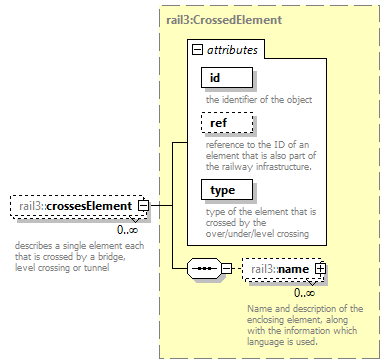 rail3:CrossedElement
attributes
id
the identifier of the object
ref
reference to the ID of an
element that is also part of
the railway infrastructure.
type
type of the element that is
crossed by the
over/under/level crossing
rail3::crossesElement
0..∞
describes a single element each
that is crossed by a bridge,
level crossing or tunnel
rail3::name
0..∞
Name and description of the
enclosing element, along
with the information which
language is used.